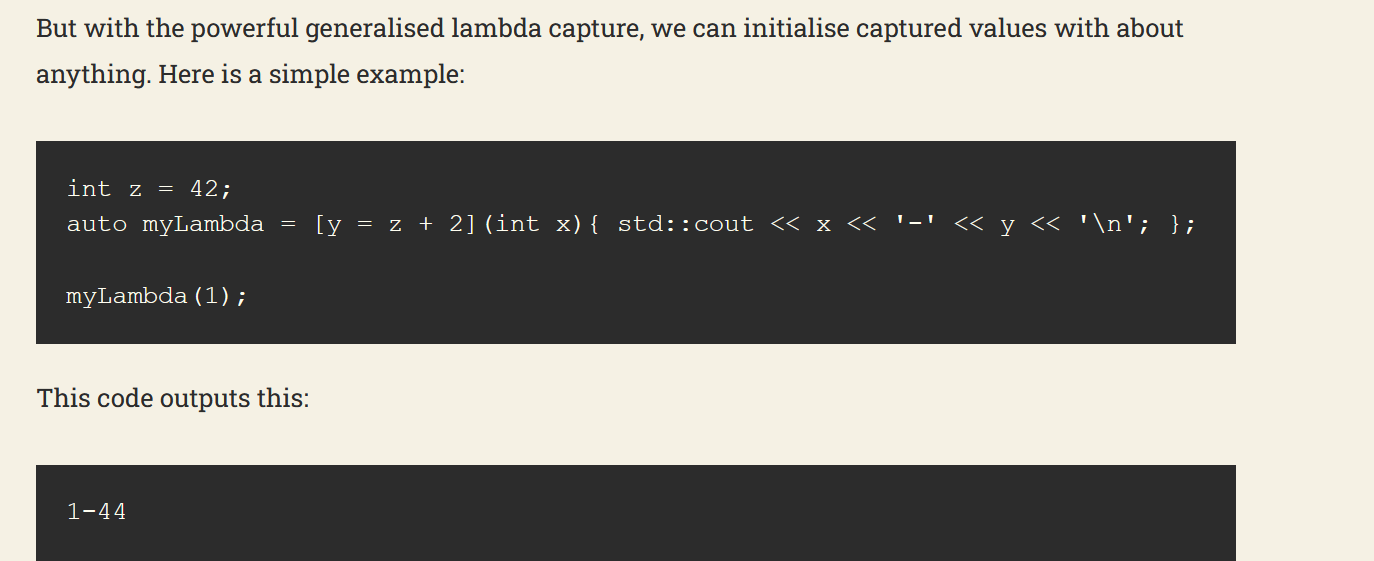 But with the powerful generalised lambda capture, we can initialise captured values with about
anything. Here is a simple example:
int z = 42;
auto myLambda = [y = z + 2](int x){ std::cout << x << '-' << y << '\n'; };
myLambda(1);
This code outputs this:
1-44